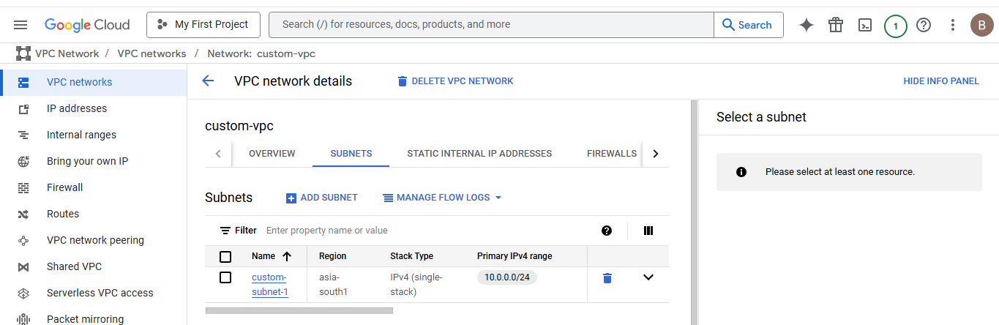 Google Cloud
My First Project
Search (/) for resources, docs, products, and more
Search
1
B
VPC Network / VPC networks / Network: custom-vpc
VPC networks
IP addresses
Internal ranges
Bring your own IP
Firewall
Routes
VPC network peering
Shared VPC
Serverless VPC access
Packet mirroring
VPC network details
DELETE VPC NETWORK
HIDE INFO PANEL
custom-vpc
OVERVIEW
SUBNETS
STATIC INTERNAL IP ADDRESSES
FIREWALLS
Subnets
ADD SUBNET
MANAGE FLOW LOGS
Filter Enter property name or value
Name Region Stack Type Primary IPv4 range
custom- asia- IPv4 (single- 10.0.0.0/24
subnet-1 south1 stack)
Select a subnet
Please select at least one resource.